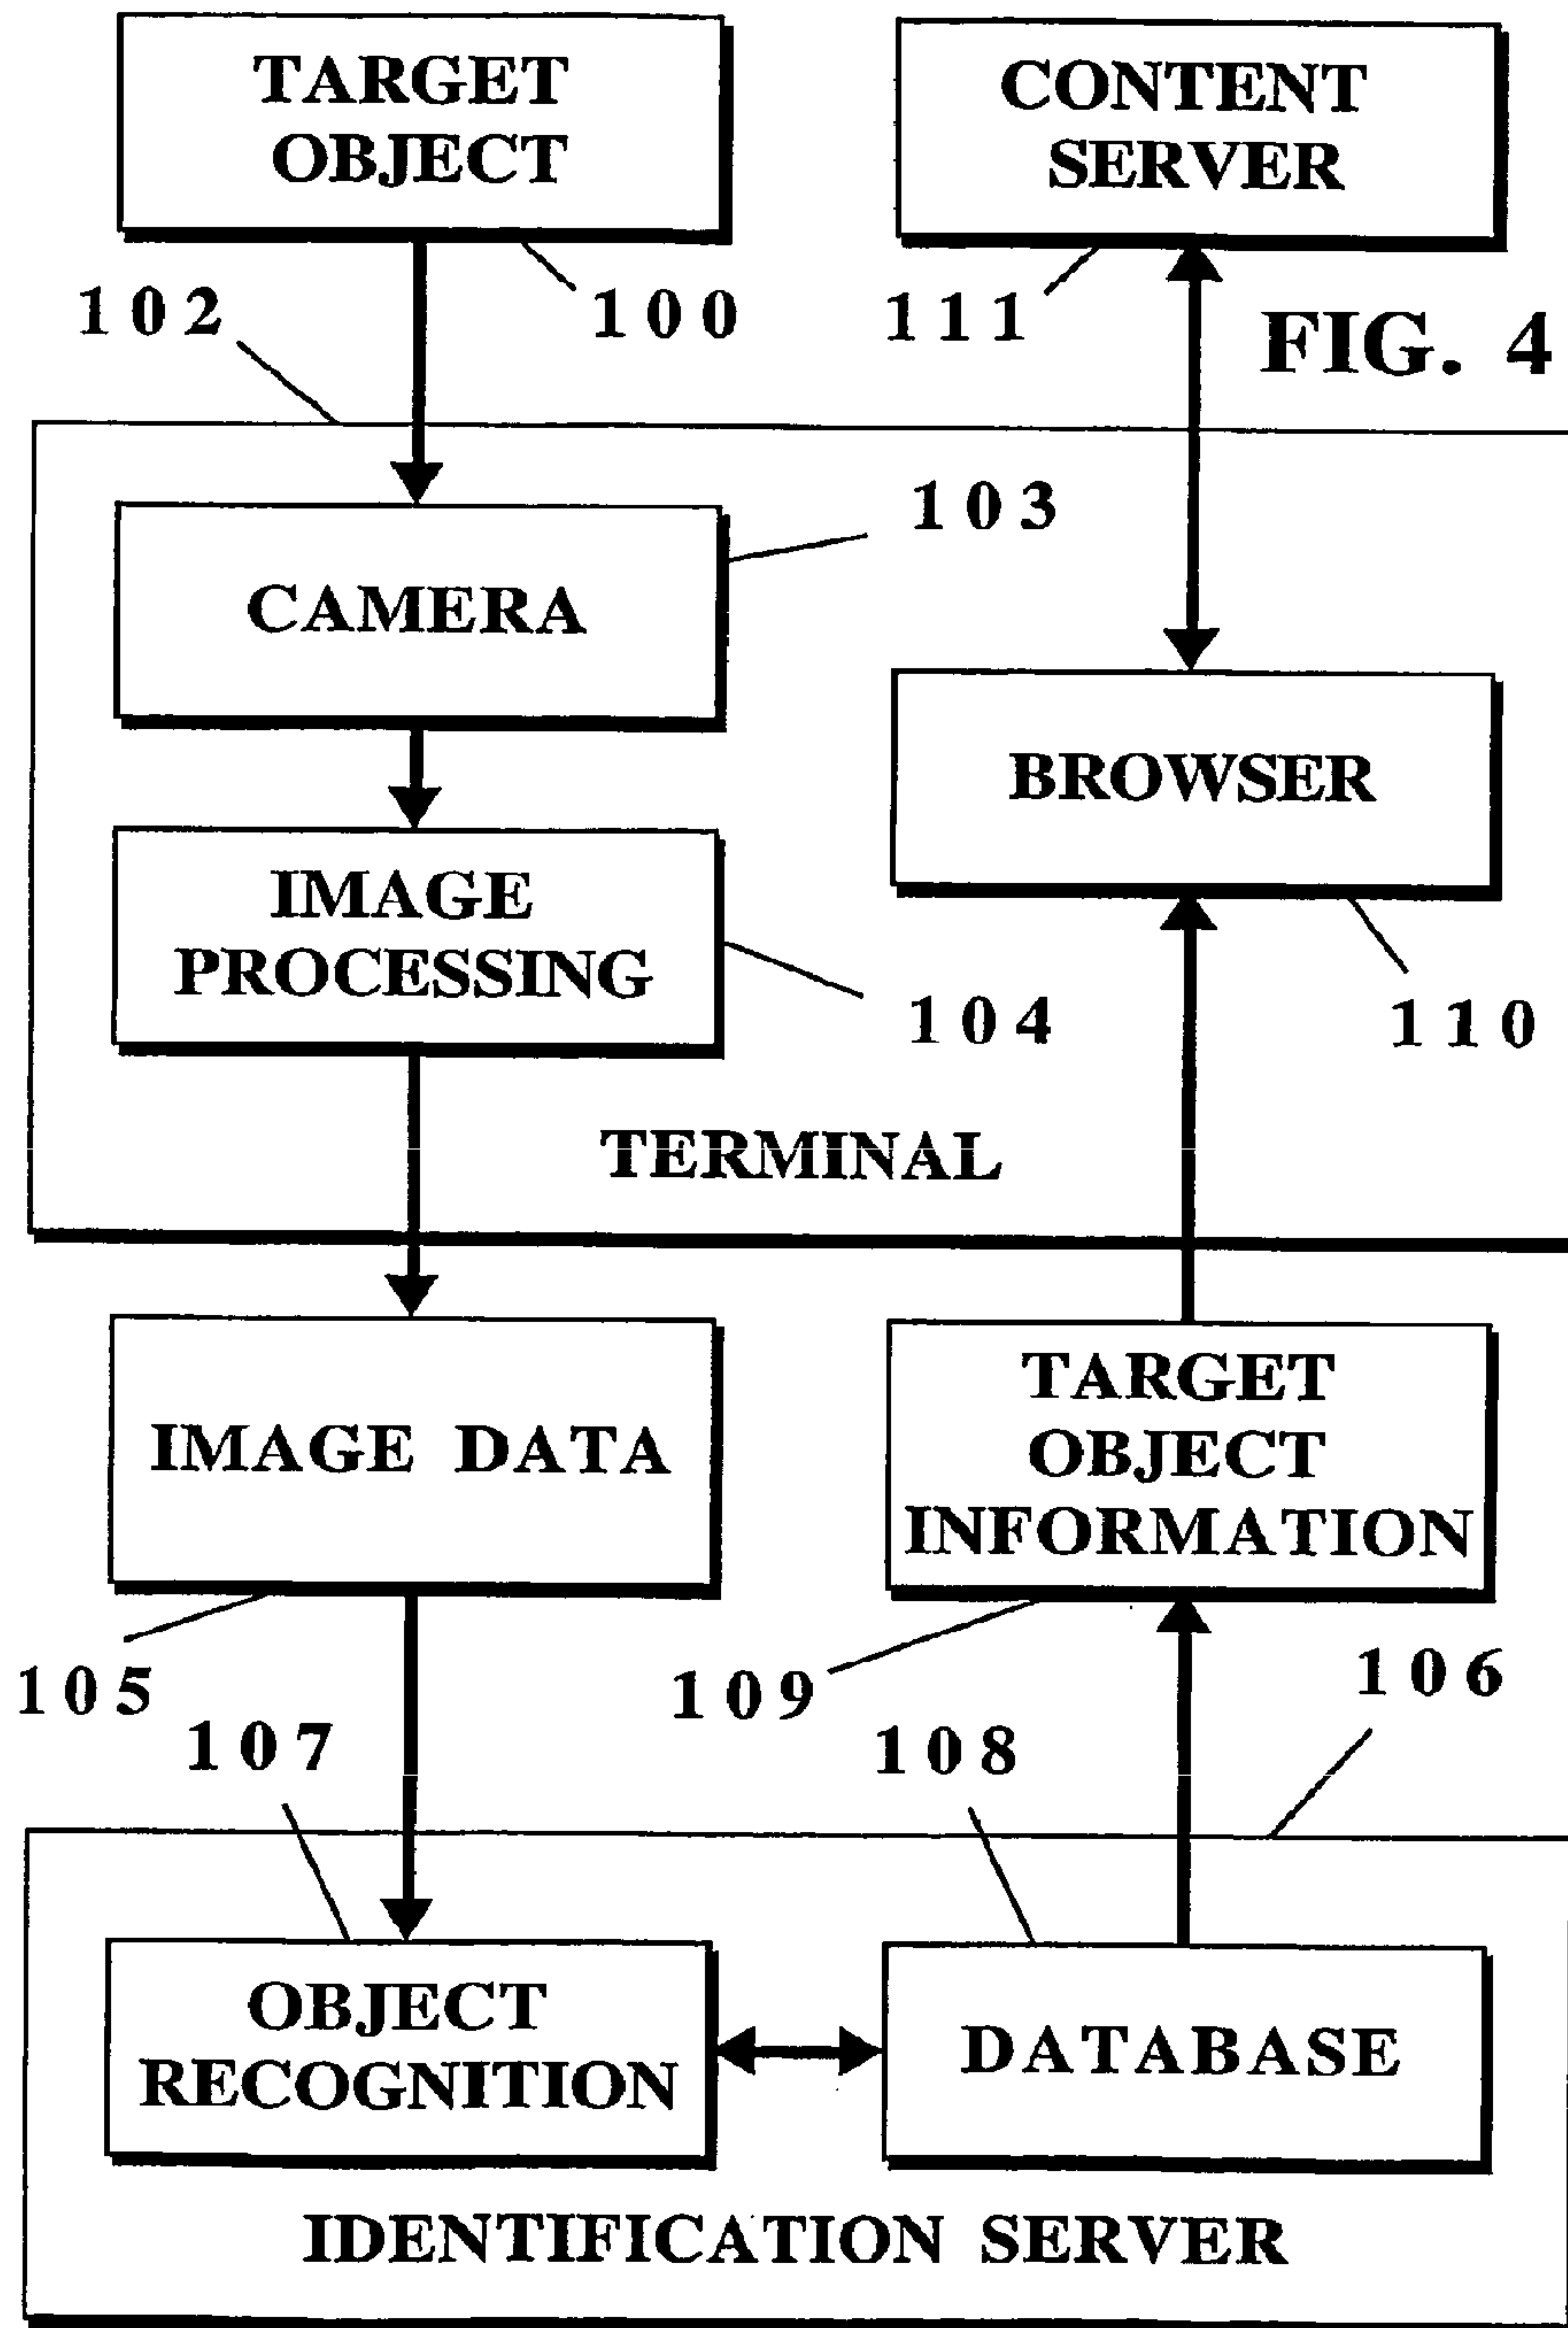 TARGET
OBJECT
CONTENT
SERVER
102
100
111
FIG. 4
103
CAMERA
BROWSER
IMAGE
PROCESSING
104
110
TERMINAL
IMAGE DATA
TARGET
OBJECT
INFORMATION
105
109
106
107
108
OBJECT
RECOGNITION
DATABASE
IDENTIFICATION SERVER